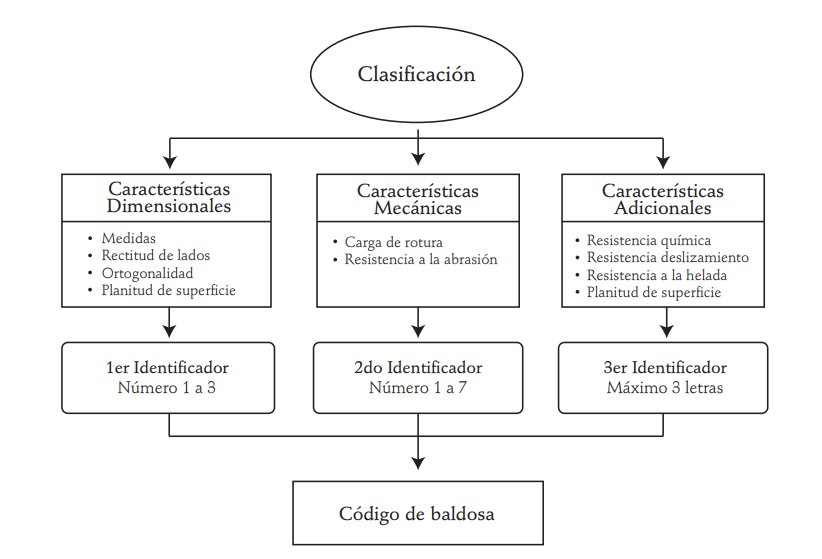 Clasificación
Características
Dimensionales
• Medidas
• Rectitud de lados
• Ortogonalidad
• Planitud de superficie
1er Identificador
Número 1 a 3
Características
Mecánicas
• Carga de rotura
• Resistencia a la abrasión
2do Identificador
Número 1 a 7
Características
Adicionales
• Resistencia química
• Resistencia deslizamiento
• Resistencia a la helada
• Planitud de superficie
3er Identificador
Máximo 3 letras
Código de baldosa